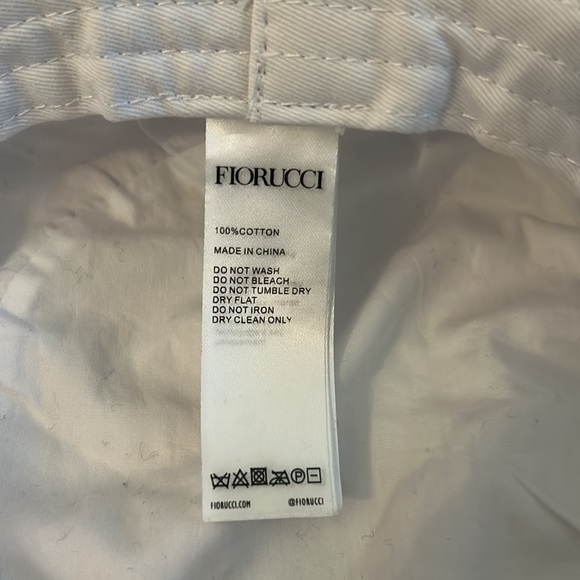 FIORUCCI
100%COTTON
MADE IN CHINA
DO NOT WASH
DO NOT BLEACH
DO NOT TUMBLE DRY
DRY FLAT
DO NOT IRON
DRY CLEAN ONLY
FIORUCCI.COM @FIORUCCI